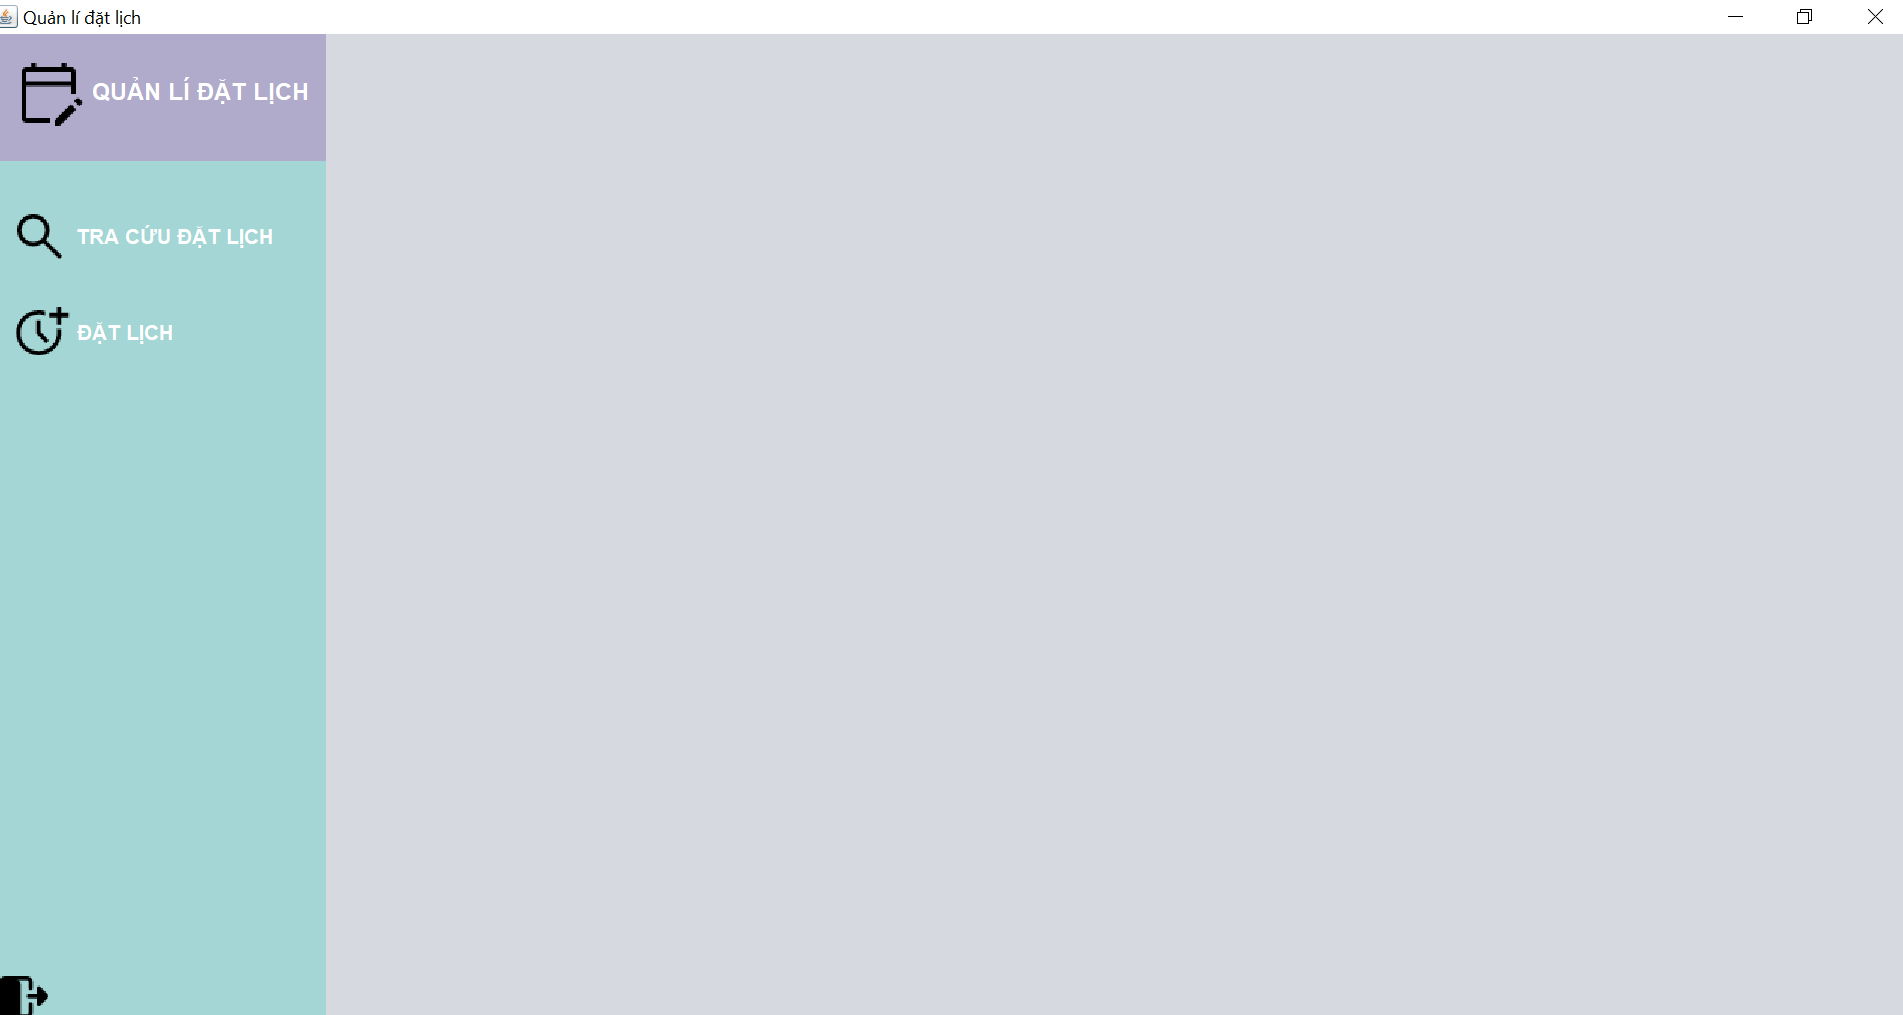 Quản lí đặt lịch
QUẢN LÍ ĐẶT LỊCH
TRA CỨU ĐẶT LỊCH
ĐẶT LỊCH